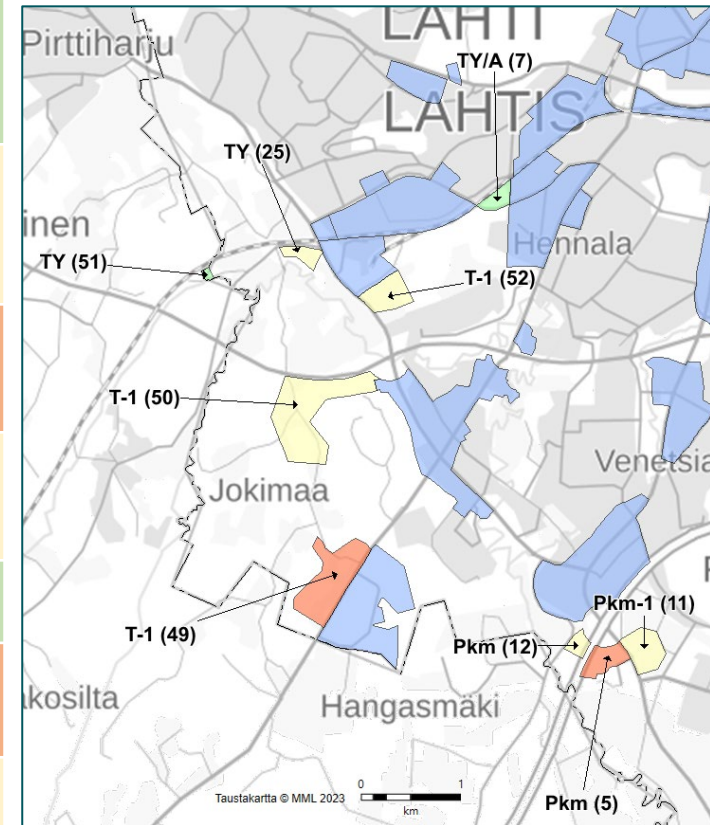 LAHTI
Pirttiharju
TY/A (7)
LAHTIS
TY (25)
inen
Hennala
TY (51)
T-1 (52)
T-1 (50)
Venetsia
Jokimaa
Pkm-1 (11)
T-1 (49)
Pkm (12)
kosilta
Hangasmäki
Taustakartta © MML 2023
0 1
km
Pkm (5)